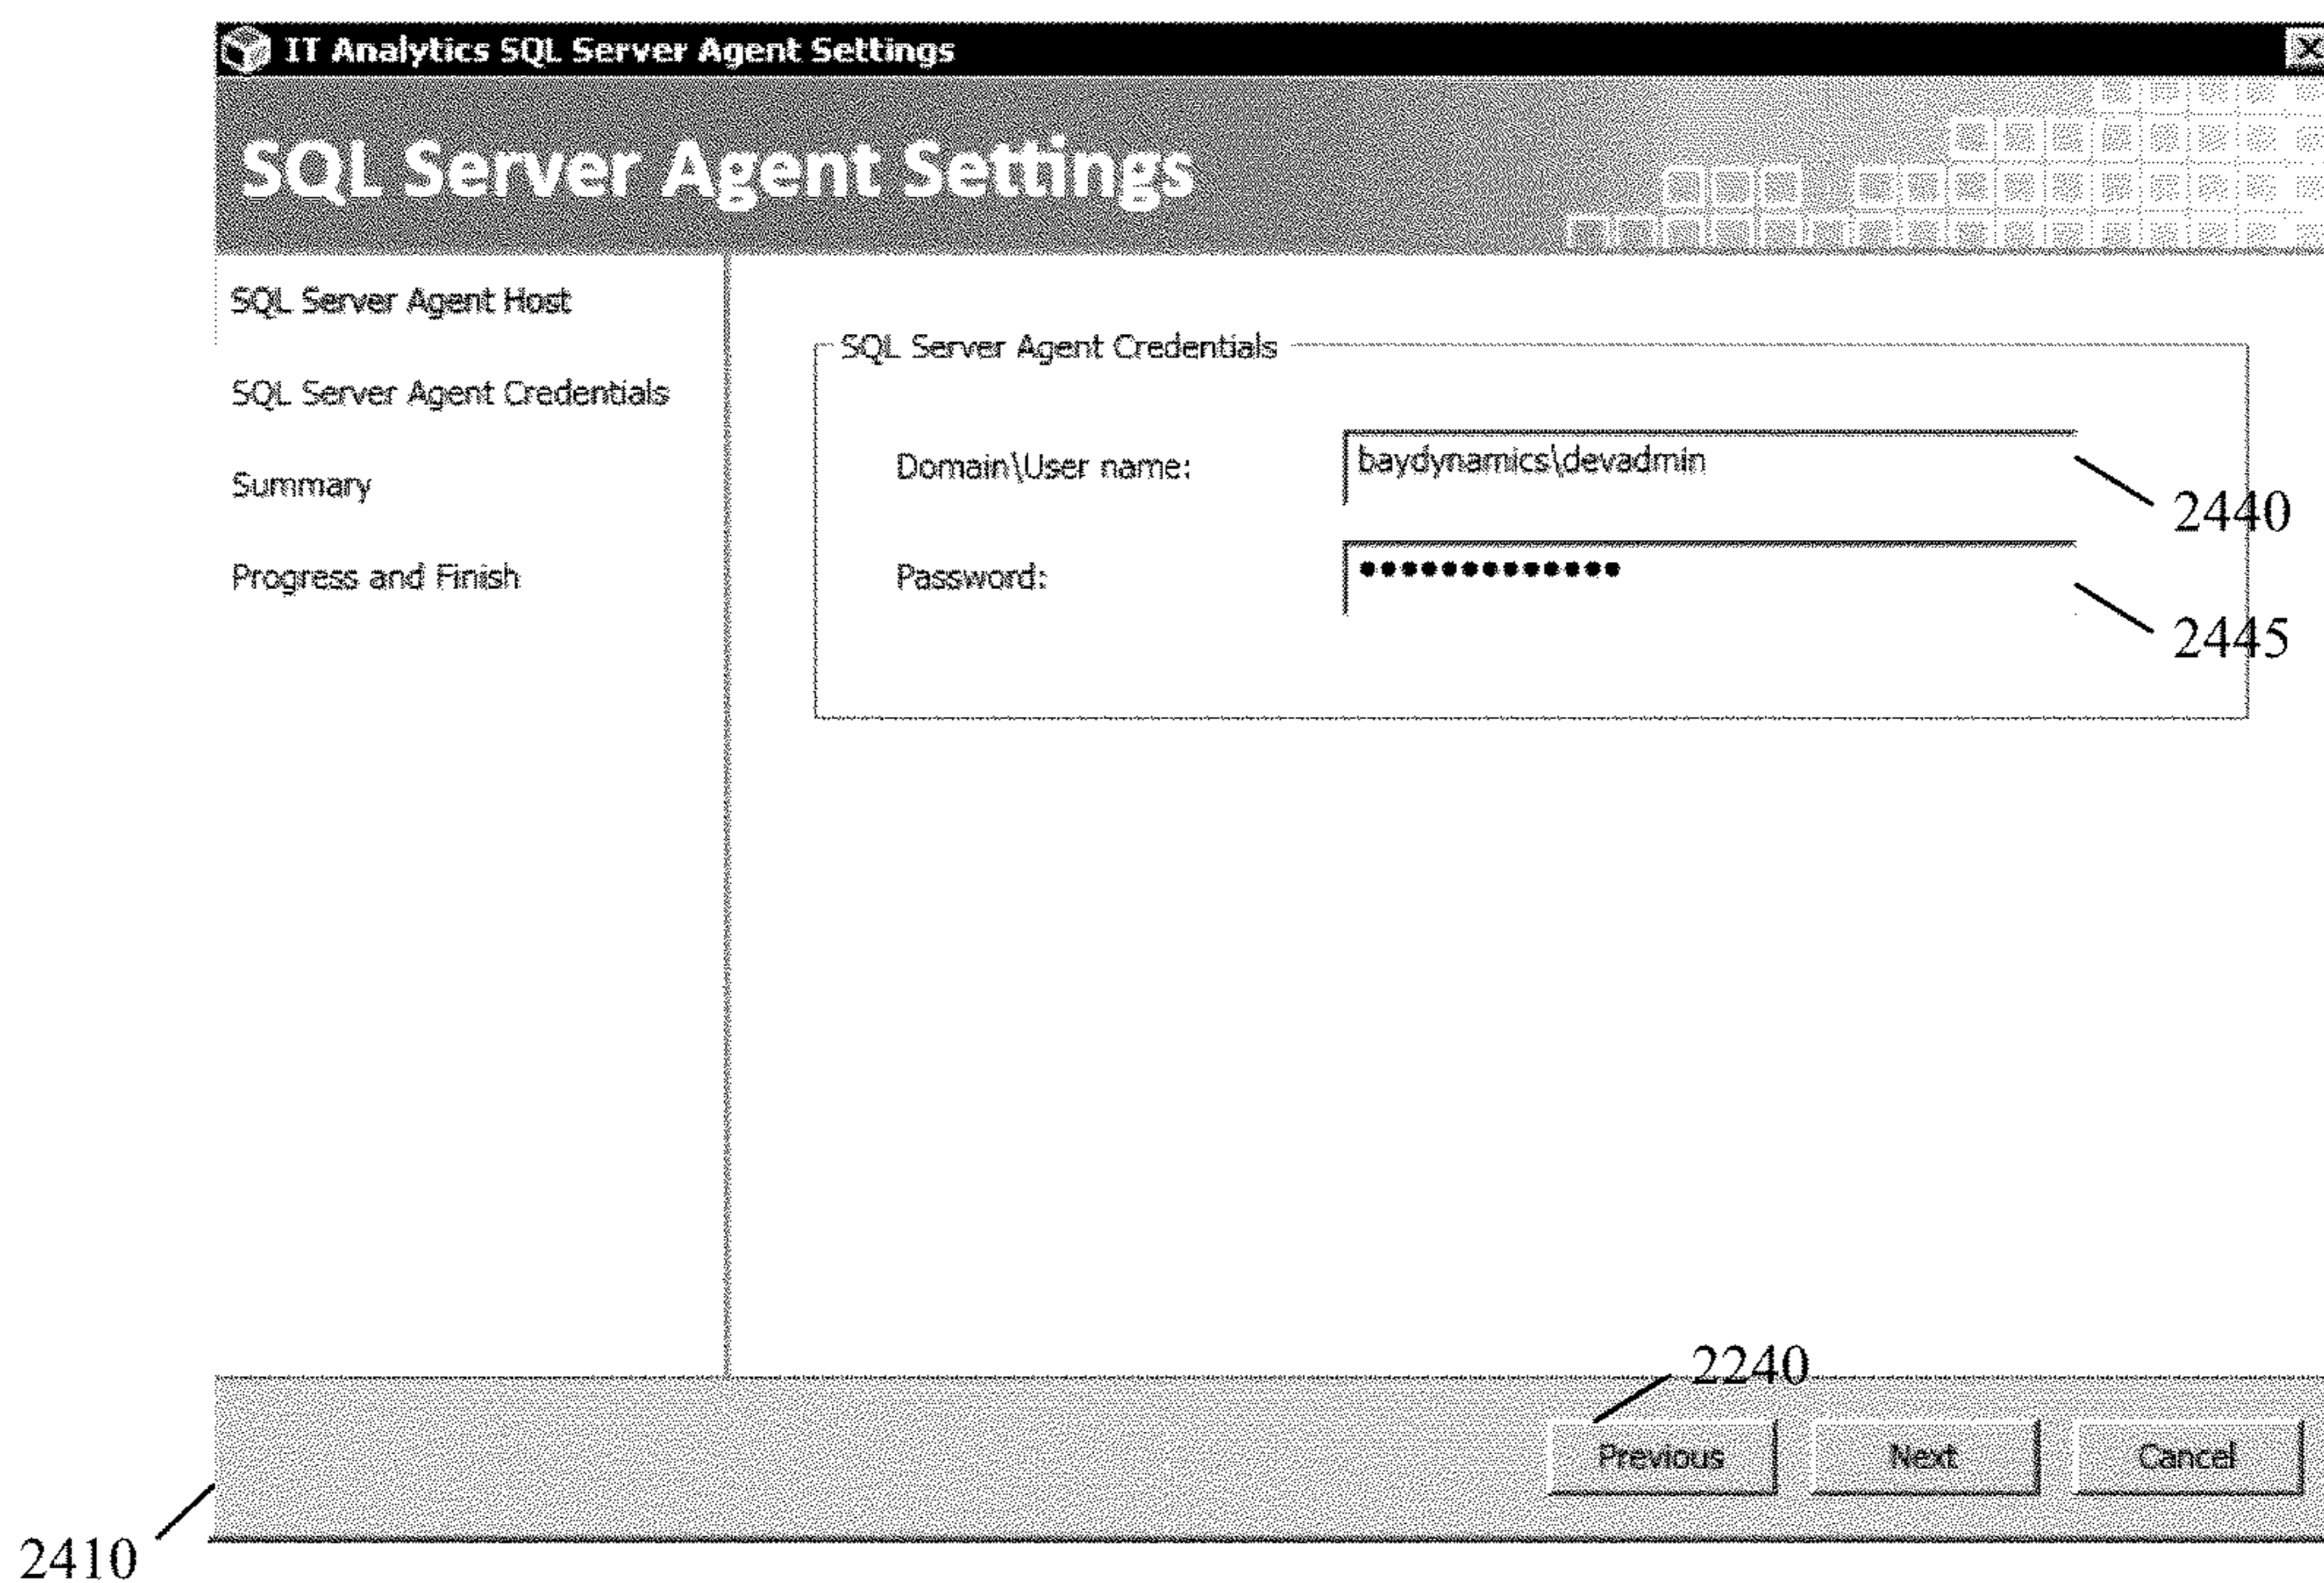 IT Analytics SQL Server Agent Settings
SQL Server Agent Settings
SQL Server Agent Host
SQL Server Agent Credentials
Summary
Progress and Finish
SQL Server Agent Credentials
Domain\User name: baydynamics\devadmin
2440
Password: •••••••••••••
2445
2240
Previous Next Cancel
2410